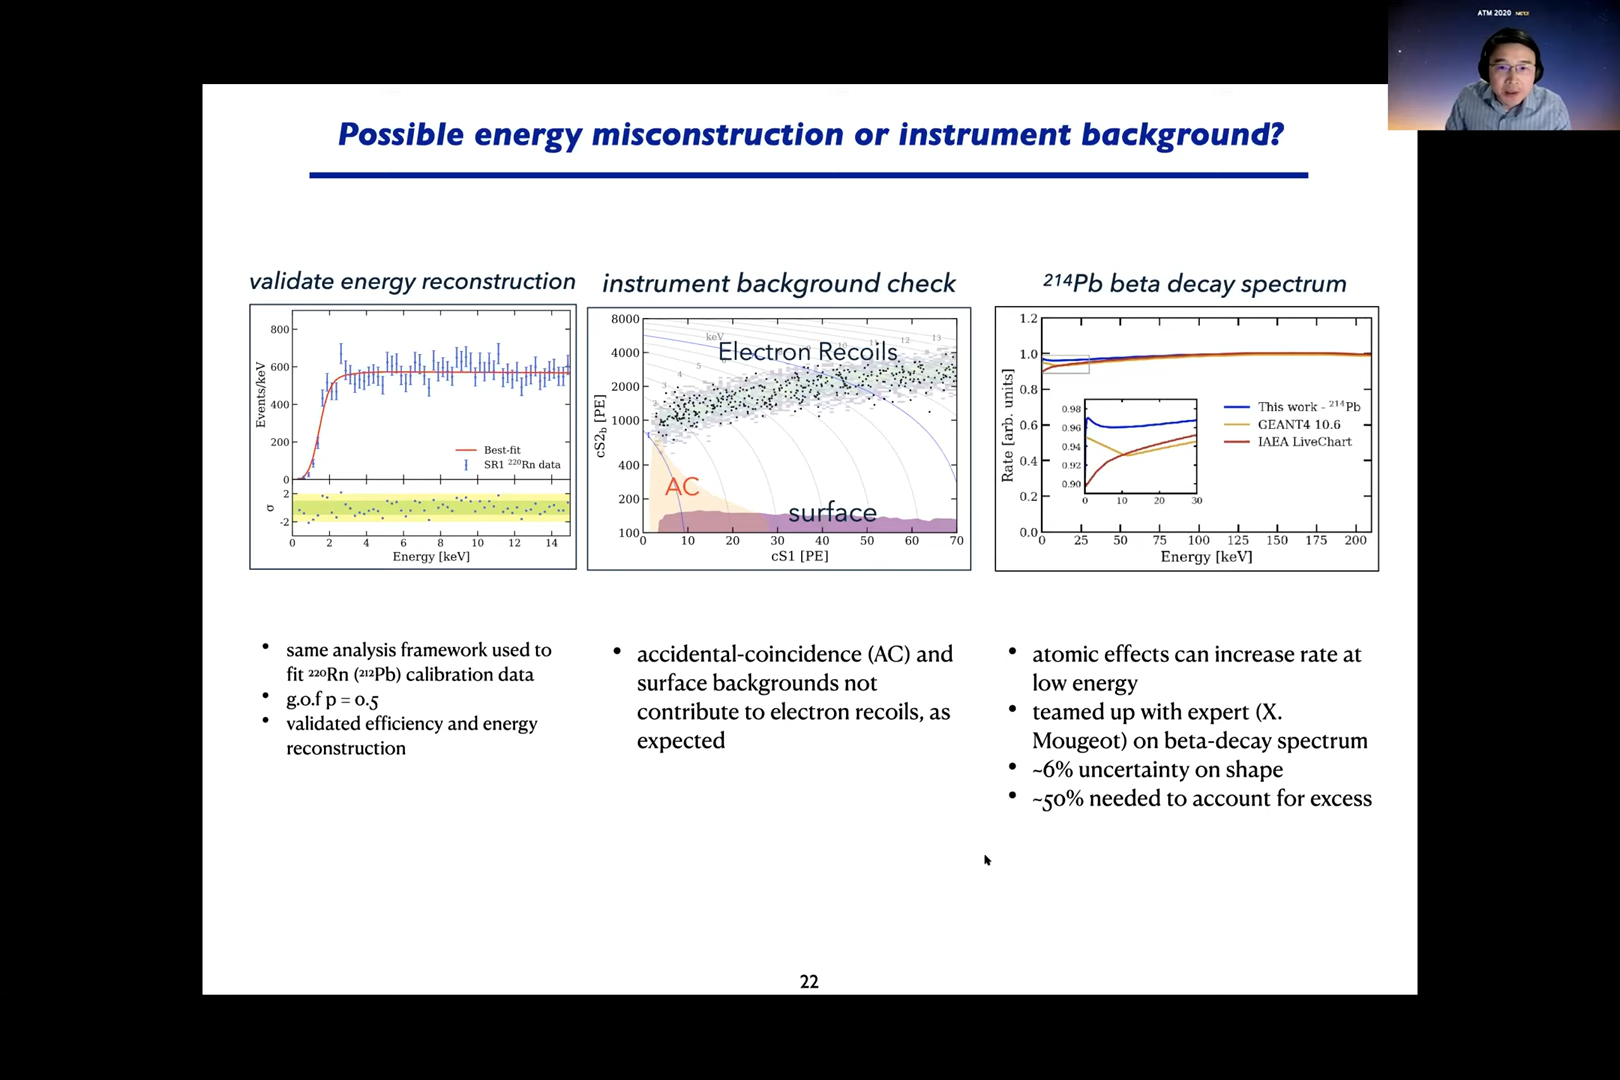 ATM 2020
Possible energy misconstruction or instrument background?
validate energy reconstruction
800
600
400
200
0
Events/keV
Best-fit
SR1 ²²⁰Rn data
2
-2
σ
0 2 4 6 8 10 12 14
Energy [keV]
same analysis framework used to
fit ²²⁰Rn (²¹²Pb) calibration data
g.o.f p = 0.5
validated efficiency and energy
reconstruction
instrument background check
8000
4000
2000
1000
400
200
100
cS2b [PE]
keV
Electron Recoils
2 3 4 5 10 11 12 13
AC
surface
0 10 20 30 40 50 60 70
cS1 [PE]
accidental-coincidence (AC) and
surface backgrounds not
contribute to electron recoils, as
expected
²¹⁴Pb beta decay spectrum
1.2
1.0
0.8
0.6
0.4
0.2
0.0
Rate [arb. units]
0.98
0.96
0.94
0.92
0.90
0 10 20 30
This work - ²¹⁴Pb
GEANT4 10.6
IAEA LiveChart
0 25 50 75 100 125 150 175 200
Energy [keV]
atomic effects can increase rate at
low energy
teamed up with expert (X.
Mougeot) on beta-decay spectrum
~6% uncertainty on shape
~50% needed to account for excess
22